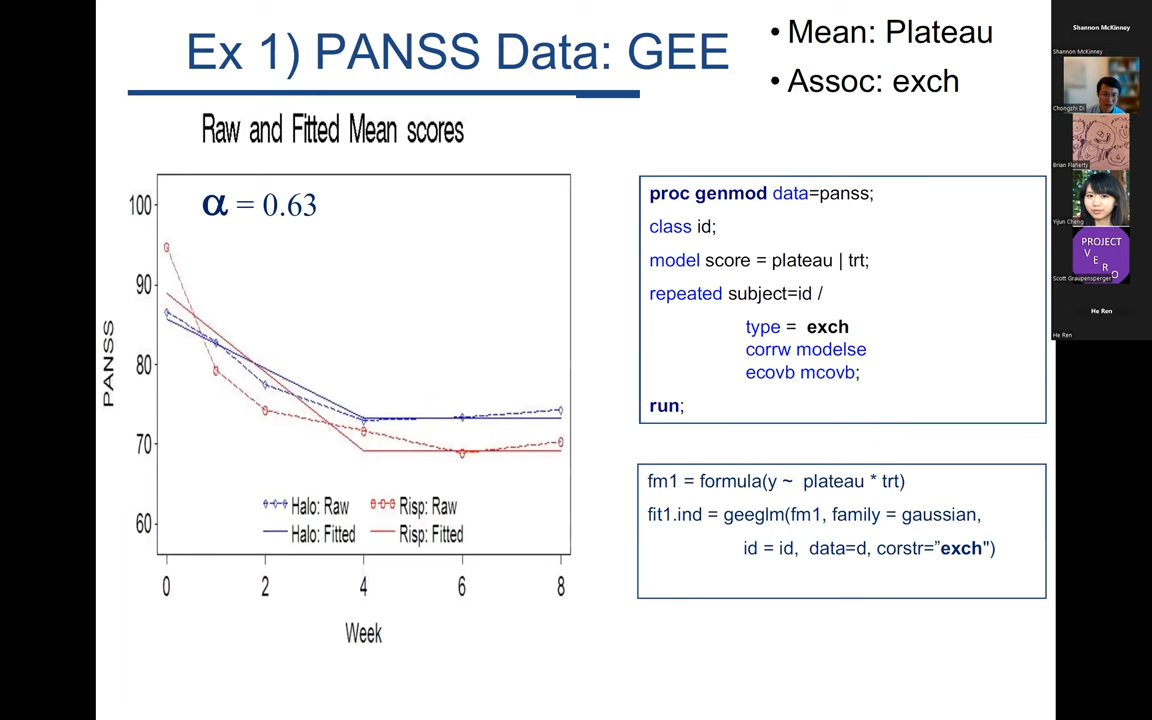 Ex 1) PANSS Data: GEE
• Mean: Plateau
• Assoc: exch
Raw and Fitted Mean scores
α = 0.63
100
90
80
70
60
PANSS
Halo: Raw
Risp: Raw
Halo: Fitted
Risp: Fitted
0 2 4 6 8
Week
proc genmod data=panss;
class id;
model score = plateau | trt;
repeated subject=id /
type = exch
corrw modelse
ecovb mcovb;
run;
fm1 = formula(y ~ plateau * trt)
fit1.ind = geeglm(fm1, family = gaussian,
id = id, data=d, corstr=”exch")
Shannon McKinney
Shannon McKinney
Chongzhi Di
Brian Flaherty
Yijun Cheng
PROJECT
V
E
R
O
Scott Graupensperger
He Ren
He Ren